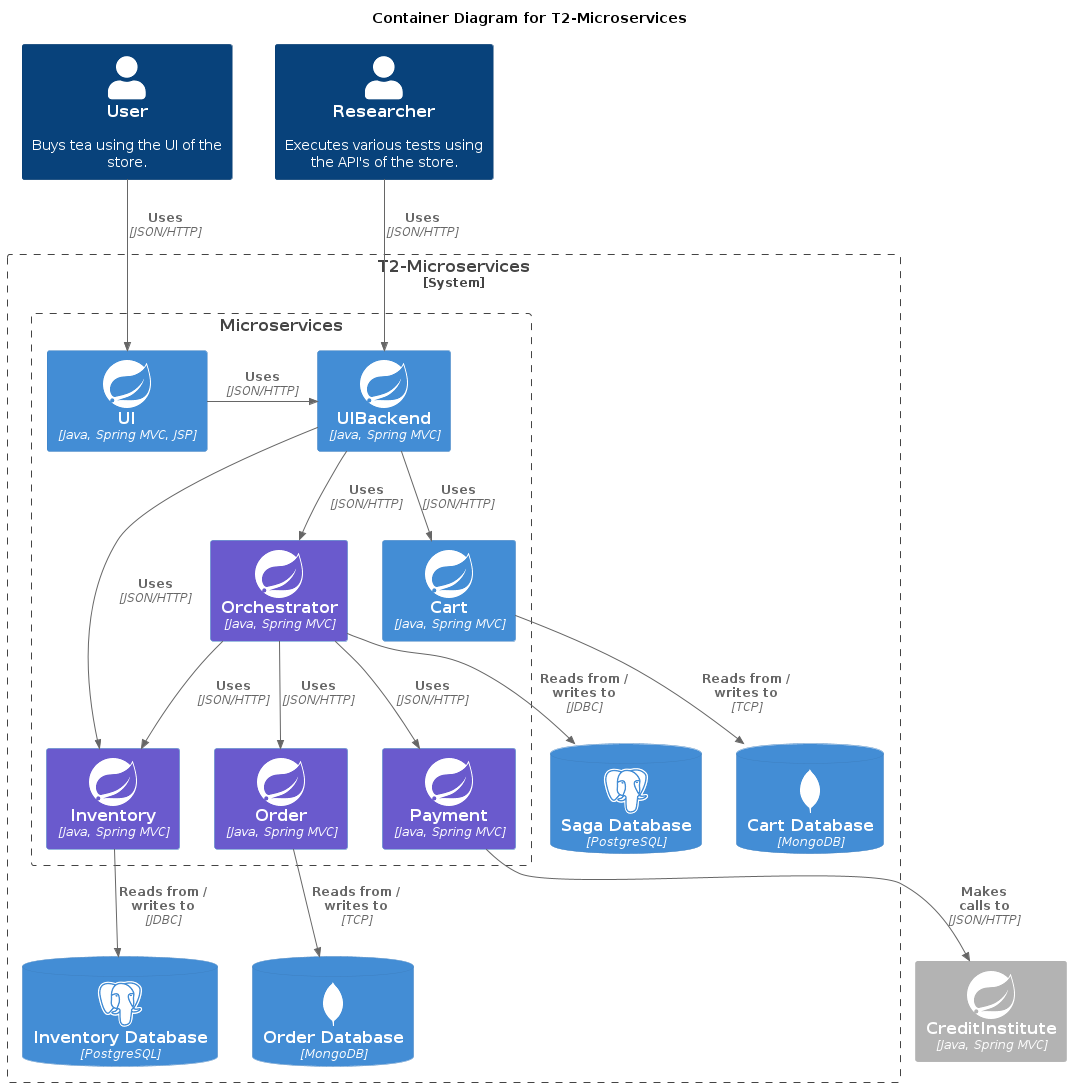 Container Diagram for T2-Microservices
User
Buys tea using the UI of the
store.
Researcher
Executes various tests using
the API's of the store.
Uses
[JSON/HTTP]
Uses
[JSON/HTTP]
T2-Microservices
[System]
Microservices
UI
[Java, Spring MVC, JSP]
Uses
[JSON/HTTP]
UIBackend
[Java, Spring MVC]
Uses
[JSON/HTTP]
Uses
[JSON/HTTP]
Uses
[JSON/HTTP]
Orchestrator
[Java, Spring MVC]
Cart
[Java, Spring MVC]
Uses
[JSON/HTTP]
Uses
[JSON/HTTP]
Uses
[JSON/HTTP]
Reads from /
writes to
[JDBC]
Reads from /
writes to
[TCP]
Inventory
[Java, Spring MVC]
Order
[Java, Spring MVC]
Payment
[Java, Spring MVC]
Saga Database
[PostgreSQL]
Cart Database
[MongoDB]
Reads from /
writes to
[JDBC]
Reads from /
writes to
[TCP]
Makes
calls to
[JSON/HTTP]
Inventory Database
[PostgreSQL]
Order Database
[MongoDB]
CreditInstitute
[Java, Spring MVC]